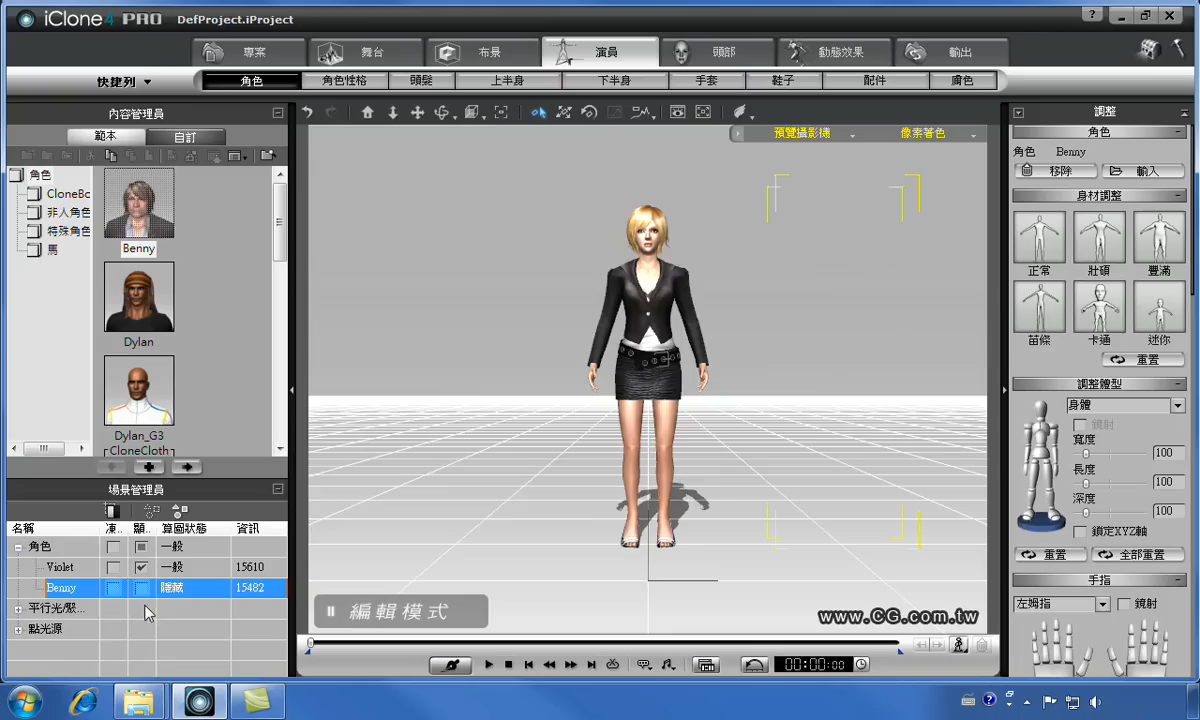 iClone4 PRO DefProject.iProject
專案 舞台 佈景 演員 頭部 動態效果 輸出
快捷列 角色 角色性格 頭髮 上半身 下半身 手套 鞋子 配件 膚色
內容管理員
範本 自訂
角色
CloneBc
非人角色
特殊角色
馬
Benny
Dylan
Dylan_G3
CloneCloth
場景管理員
名稱 凍.. 顯.. 算圖狀態 資訊
角色 一般
Violet 一般 15610
Benny 隱藏 15482
平行光/聚...
點光源
預覽攝影機 像素著色
編輯模式
www.CG.com.tw
00:00:00
調整
角色
角色 Benny
移除 輸入
身材調整
正常 壯碩 豐滿
苗條 卡通 迷你
重置
調整體型
身體
鏡射
寬度
100
長度
100
深度
100
鎖定XYZ軸
重置 全部重置
手指
左姆指 鏡射